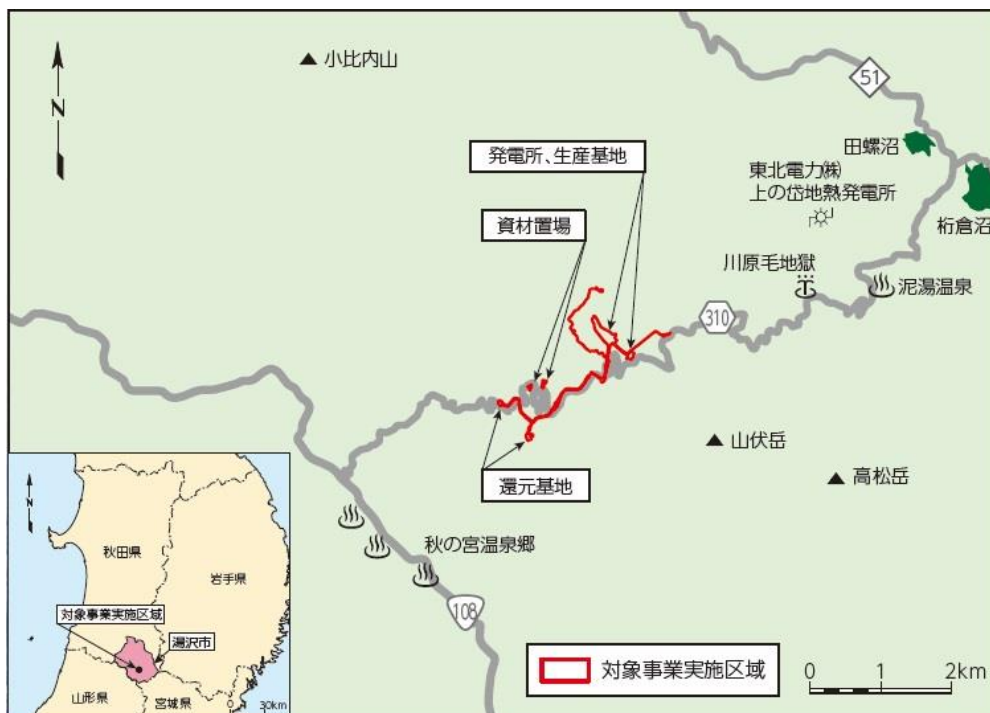 N
小比内山
51
田螺沼
発電所、生産基地
東北電力㈱
上の岱地熱発電所
桁倉沼
資材置場
川原毛地獄
泥湯温泉
310
山伏岳
高松岳
還元基地
秋の宮温泉郷
108
対象事業実施区域
0 1 2km
N
秋田県
岩手県
対象事業実施区域
湯沢市
山形県
宮城県
0 30km